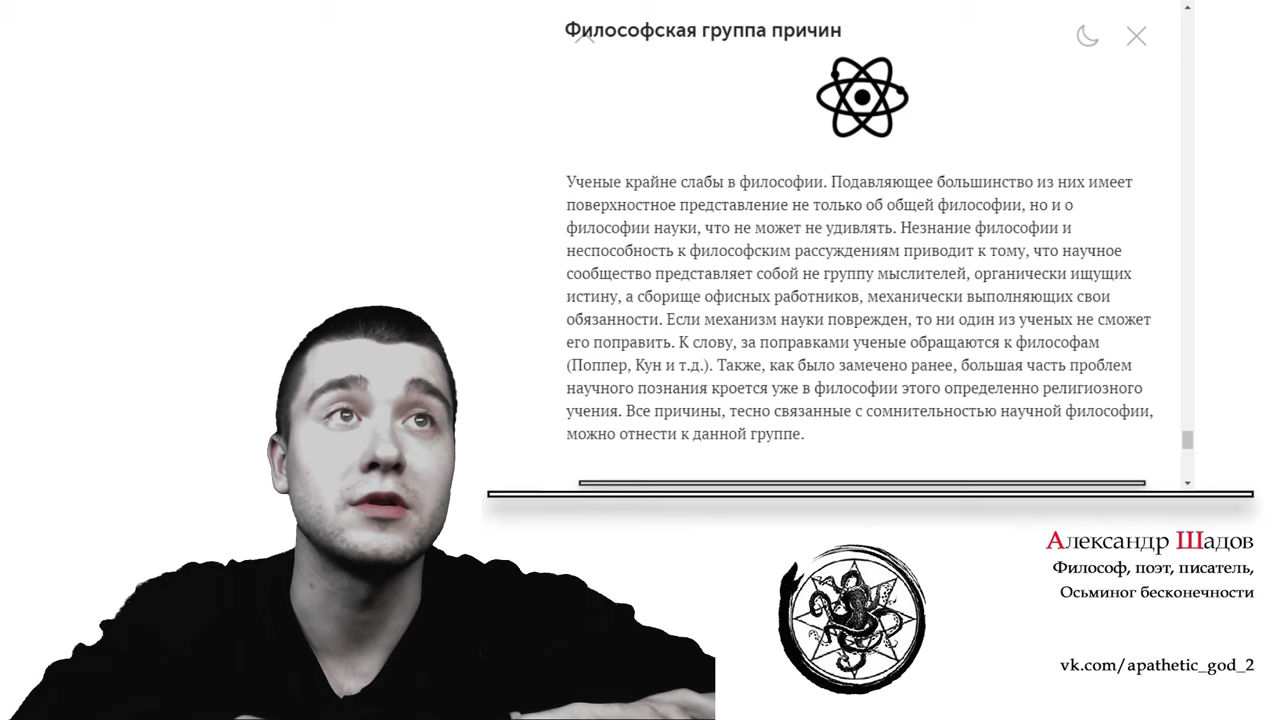 Философская группа причин
Ученые крайне слабы в философии. Подавляющее большинство из них имеет
поверхностное представление не только об общей философии, но и о
философии науки, что не может не удивлять. Незнание философии и
неспособность к философским рассуждениям приводит к тому, что научное
сообщество представляет собой не группу мыслителей, органически ищущих
истину, а сборище офисных работников, механически выполняющих свои
обязанности. Если механизм науки поврежден, то ни один из ученых не сможет
его поправить. К слову, за поправками ученые обращаются к философам
(Поппер, Кун и т.д.). Также, как было замечено ранее, большая часть проблем
научного познания кроется уже в философии этого определенно религиозного
учения. Все причины, тесно связанные с сомнительностью научной философии,
можно отнести к данной группе.
Александр Шадов
Философ, поэт, писатель,
Осьминог бесконечности
vk.com/apathetic_god_2